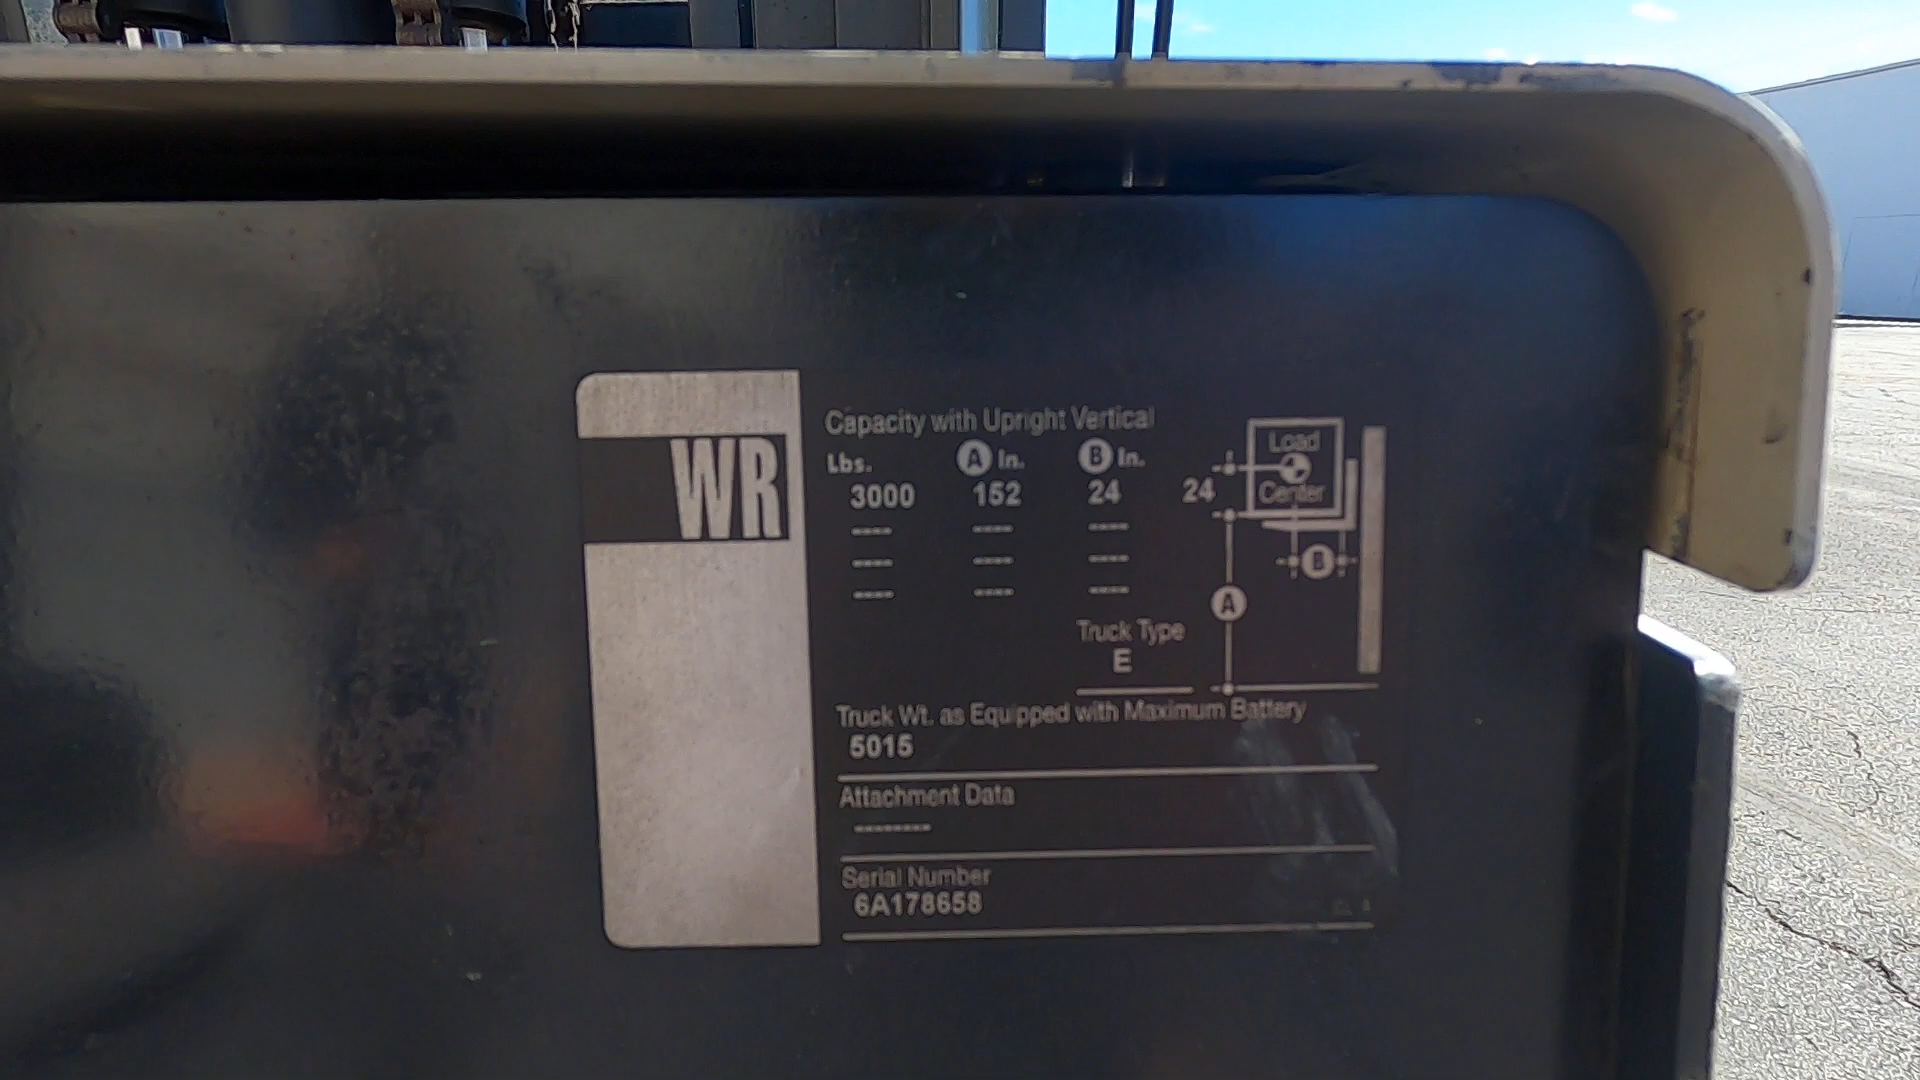 WR
Capacity with Upright Vertical
Lbs. A In. B In.
3000 152 24
---- ---- ----
---- ---- ----
---- ---- ----
Load
Center
24
B
A
Truck Type
E
Truck Wt. as Equipped with Maximum Battery
5015
Attachment Data
--------
Serial Number
6A178658